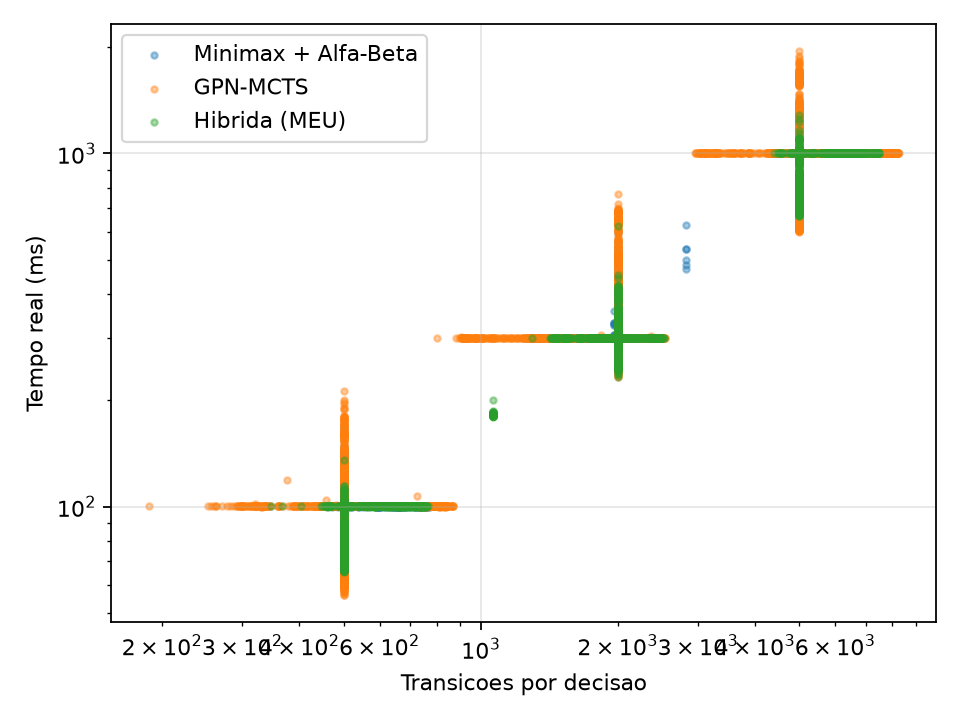 Minimax + Alfa-Beta
GPN-MCTS
Hibrida (MEU)
10³
10²
Tempo real (ms)
2 × 10² 3 × 10² 4 × 10² 6 × 10² 10³ 2 × 10³ 3 × 10³ 4 × 10³ 6 × 10³
Transicoes por decisao